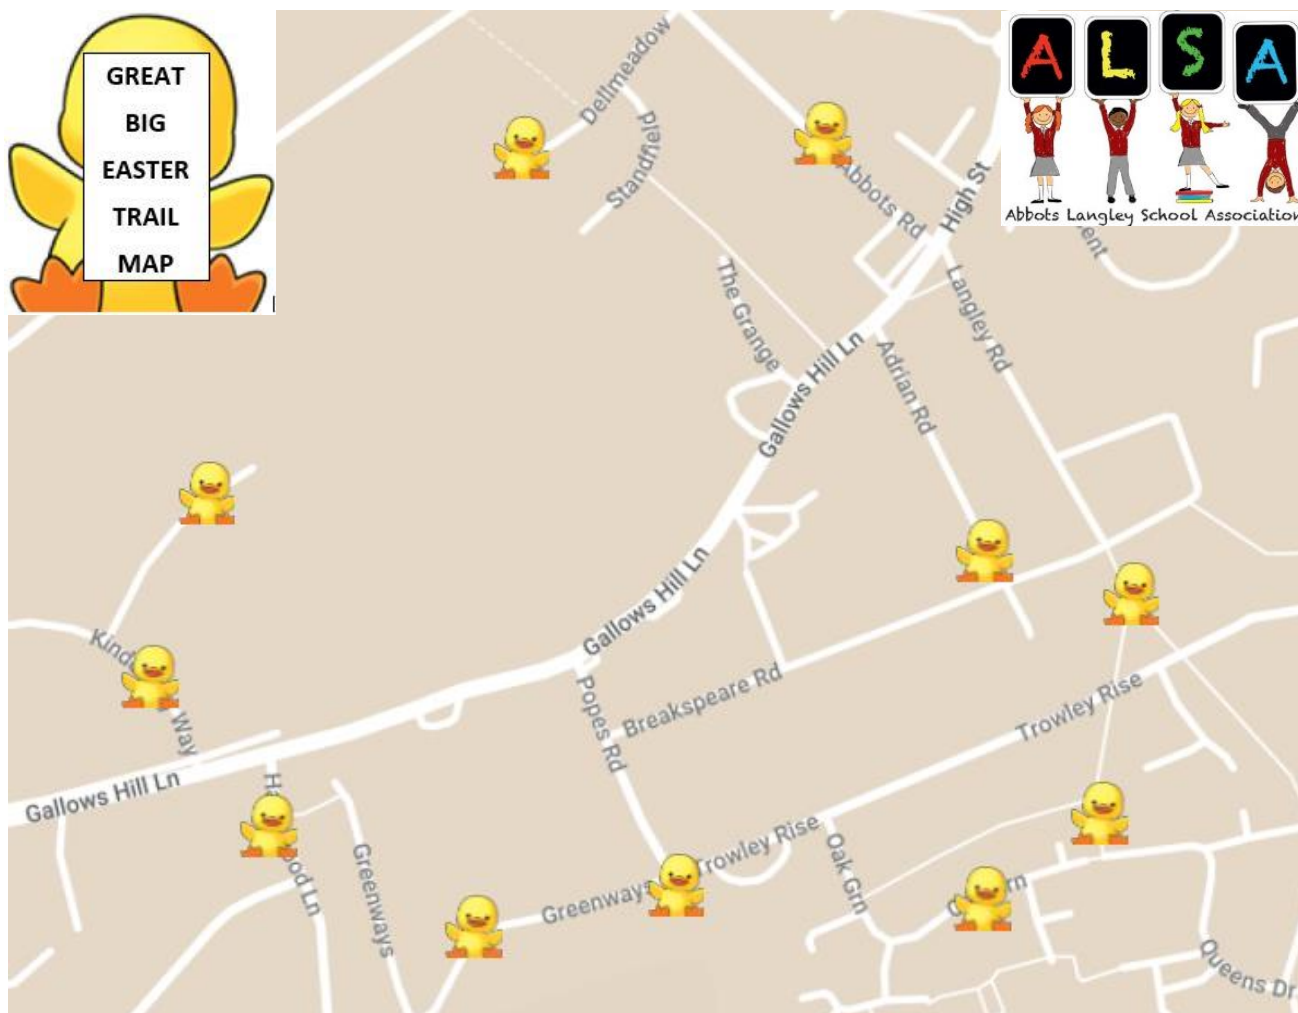 GREAT
BIG
EASTER
TRAIL
MAP
A L S A
Abbots Langley School Association
Dellmeadow
Standfield
Abbots Rd
High St
The Grange
Langley Rd
Gallows Hill Ln
Adrian Rd
Gallows Hill Ln
Way
Popes Rd
Breakspeare Rd
Trowley Rise
Gallows Hill Ln
Greenways
Trowley Rise
Oak Grn
Greenways
Queens Dr